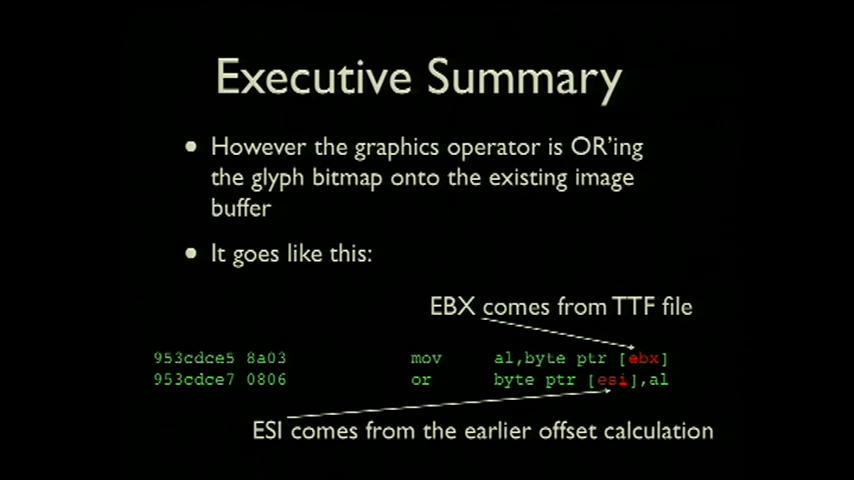 Executive Summary
• However the graphics operator is OR'ing
the glyph bitmap onto the existing image
buffer
• It goes like this:
EBX comes from TTF file
953cdce5 8a03 mov al,byte ptr [ebx]
953cdce7 0806 or byte ptr [esi],al
ESI comes from the earlier offset calculation